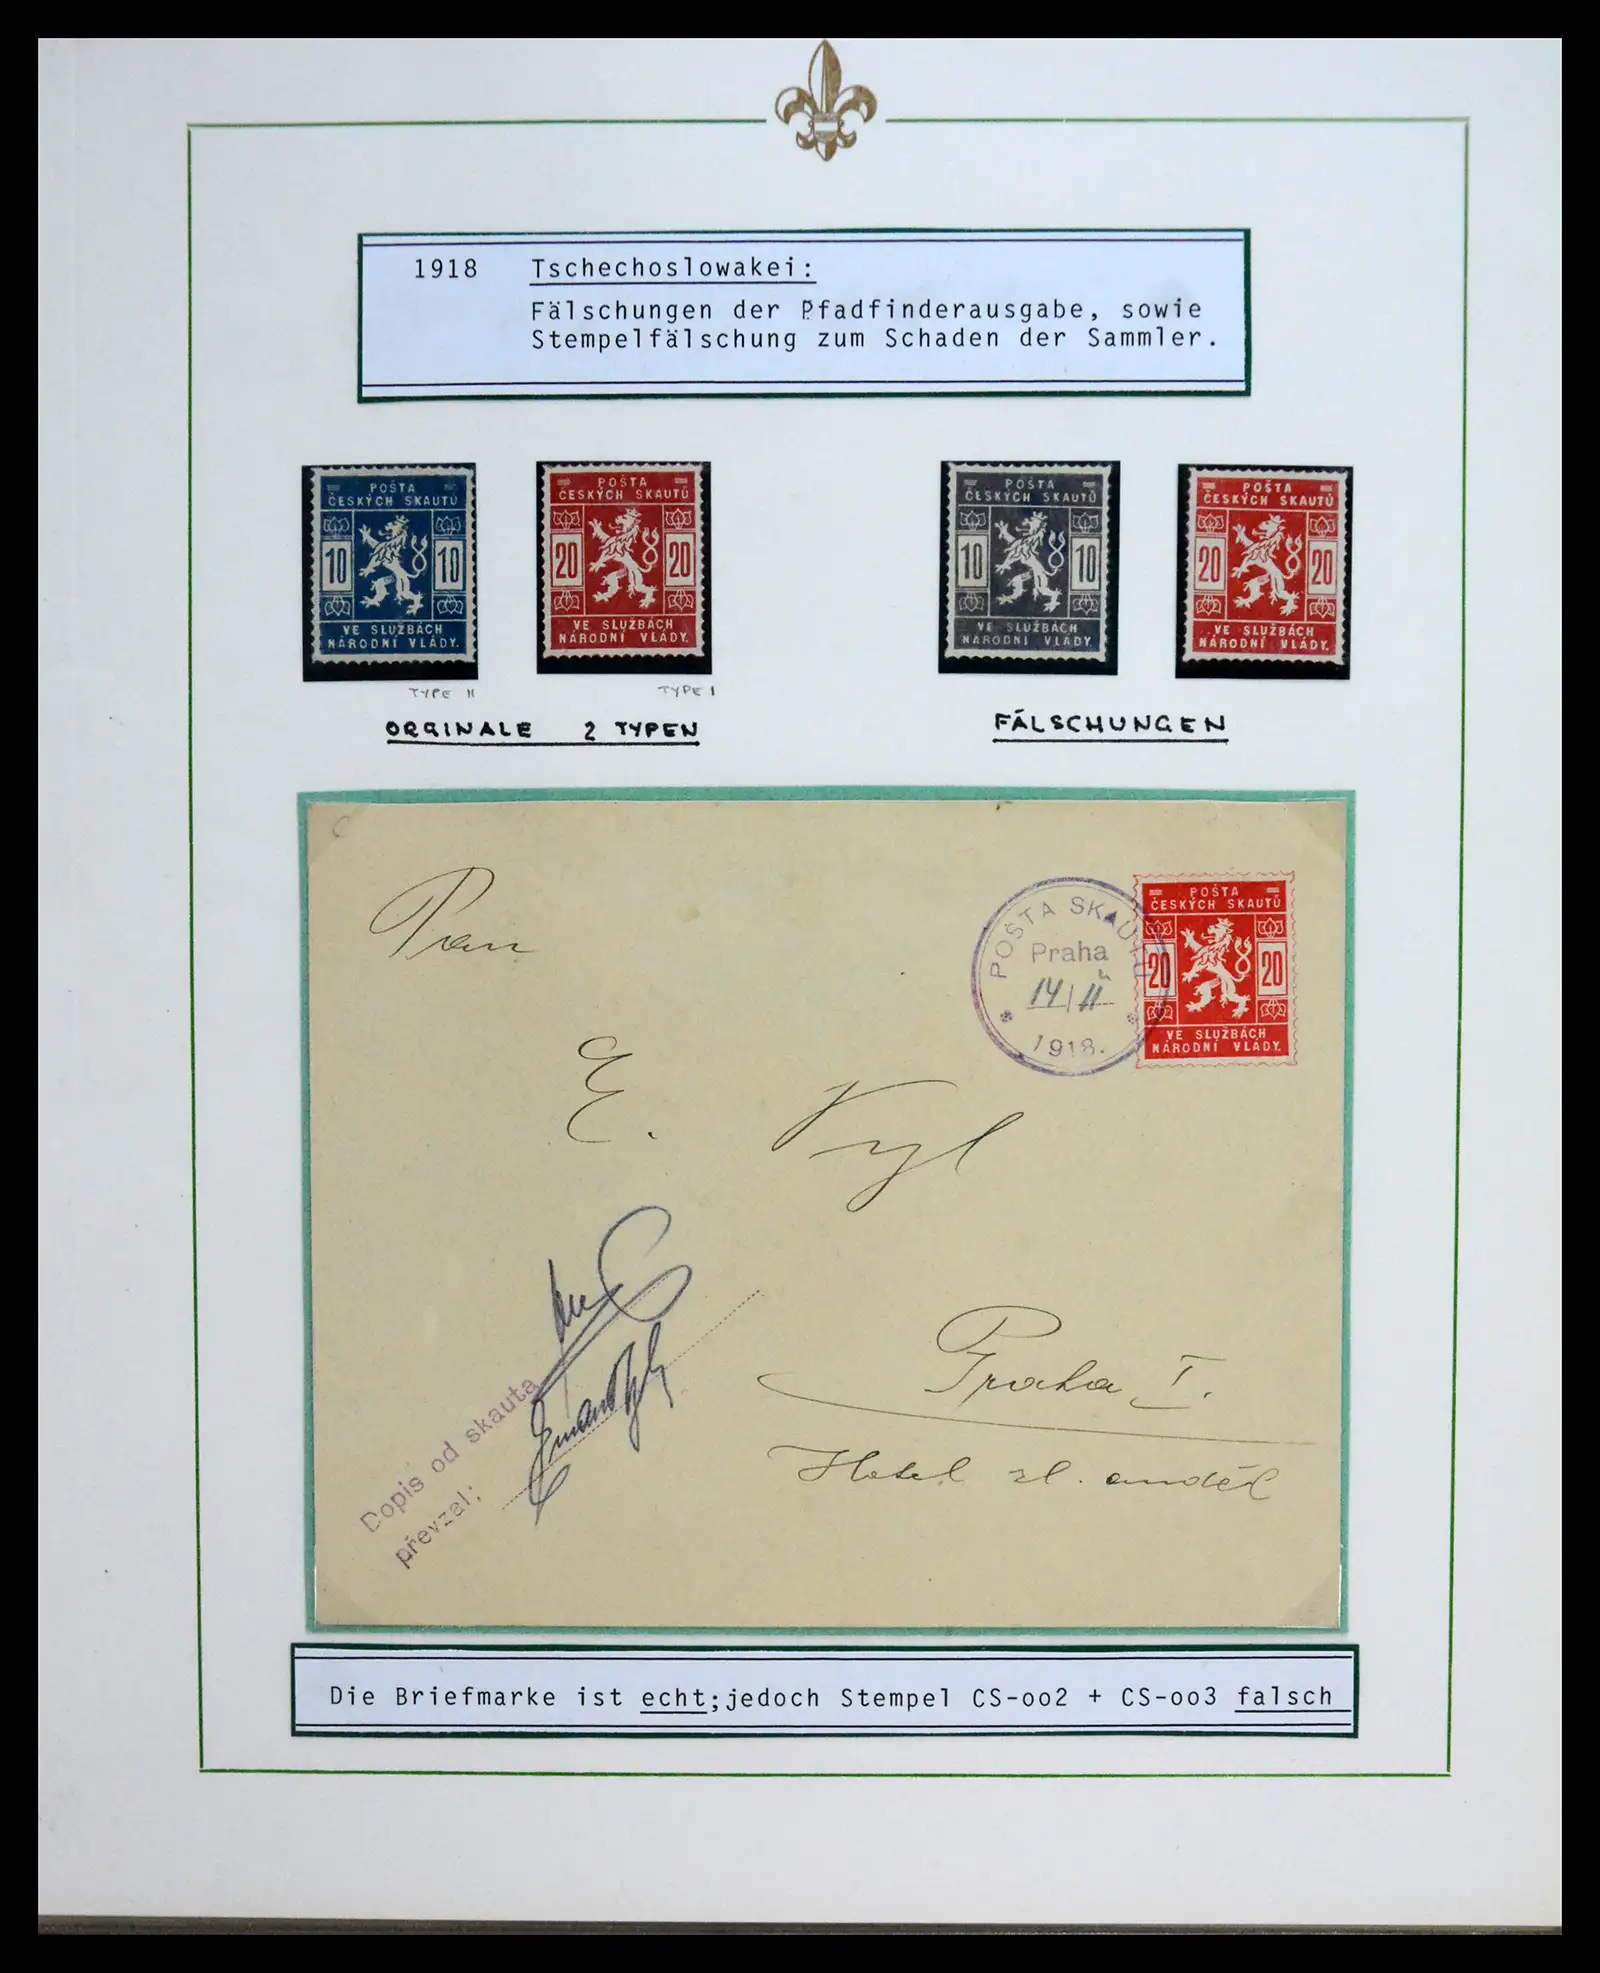 1918 Tschechoslowakei:
Fälschungen der Pfadfinderausgabe, sowie
Stempelfälschung zum Schaden der Sammler.
POŠTA
ČESKÝCH SKAUTŮ
10 10
VE SLUŽBÁCH
NÁRODNÍ VLÁDY.
POŠTA
ČESKÝCH SKAUTŮ
20 20
VE SLUŽBÁCH
NÁRODNÍ VLÁDY.
POŠTA
ČESKÝCH SKAUTŮ
10 10
VE SLUŽBÁCH
NÁRODNÍ VLÁDY.
POŠTA
ČESKÝCH SKAUTŮ
20 20
VE SLUŽBÁCH
NÁRODNÍ VLÁDY.
TYPE II
TYPE I
ORGINALE 2 TYPEN
FÄLSCHUNGEN
POŠTA SKAUTŮ
Praha
14/11
1918.
POŠTA
ČESKÝCH SKAUTŮ
20 20
VE SLUŽBÁCH
NÁRODNÍ VLÁDY.
Pan
E. Vyl
Praha I.
Hotel zl. anděl
Dopis od skauta
převzal:
Die Briefmarke ist echt;jedoch Stempel CS-oo2 + CS-oo3 falsch